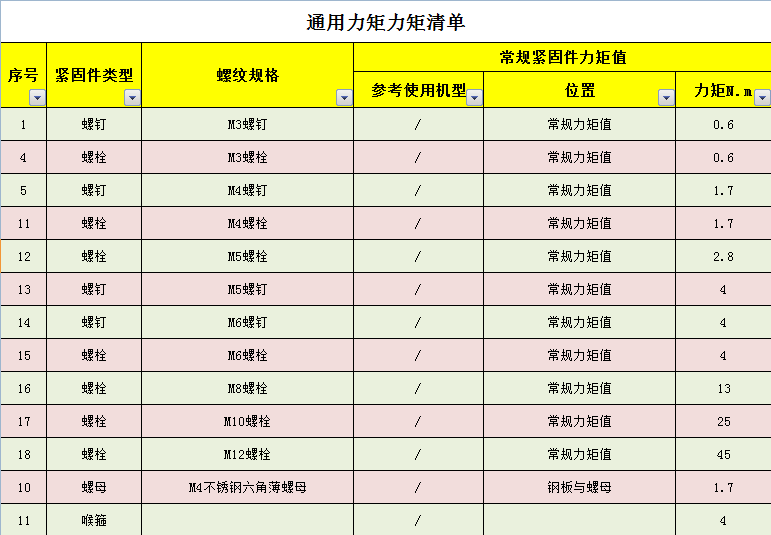 通用力矩力矩清单
序号 紧固件类型 螺纹规格 常规紧固件力矩值
参考使用机型 位置 力矩N.m
1 螺钉 M3螺钉 / 常规力矩值 0.6
4 螺栓 M3螺栓 / 常规力矩值 0.6
5 螺钉 M4螺钉 / 常规力矩值 1.7
11 螺栓 M4螺栓 / 常规力矩值 1.7
12 螺栓 M5螺栓 / 常规力矩值 2.8
13 螺钉 M5螺钉 / 常规力矩值 4
14 螺钉 M6螺钉 / 常规力矩值 4
15 螺栓 M6螺栓 / 常规力矩值 4
16 螺栓 M8螺栓 / 常规力矩值 13
17 螺栓 M10螺栓 / 常规力矩值 25
18 螺栓 M12螺栓 / 常规力矩值 45
10 螺母 M4不锈钢六角薄螺母 / 钢板与螺母 1.7
11 喉箍 / 4